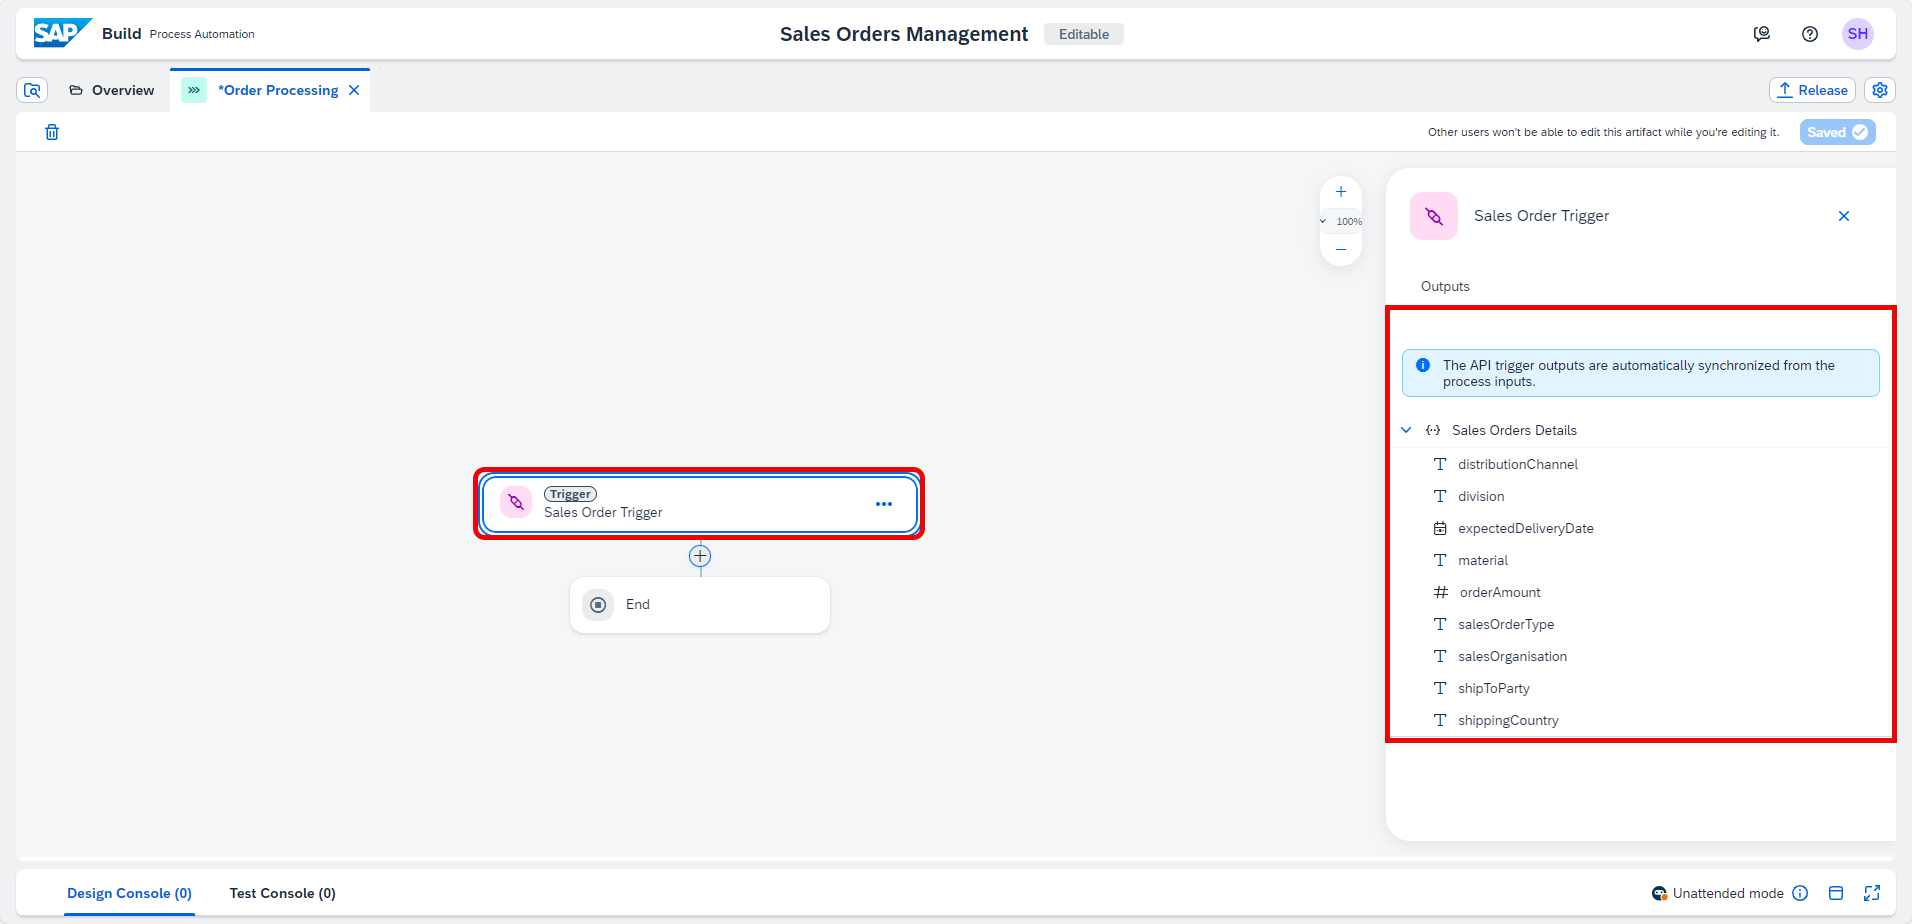 SAP Build Process Automation
Sales Orders Management Editable
SH
Overview
*Order Processing
Release
Other users won't be able to edit this artifact while you're editing it.
Saved
100%
Sales Order Trigger
Outputs
The API trigger outputs are automatically synchronized from the
process inputs.
Sales Orders Details
distributionChannel
division
expectedDeliveryDate
material
orderAmount
salesOrderType
salesOrganisation
shipToParty
shippingCountry
Trigger
Sales Order Trigger
End
Design Console (0)
Test Console (0)
Unattended mode